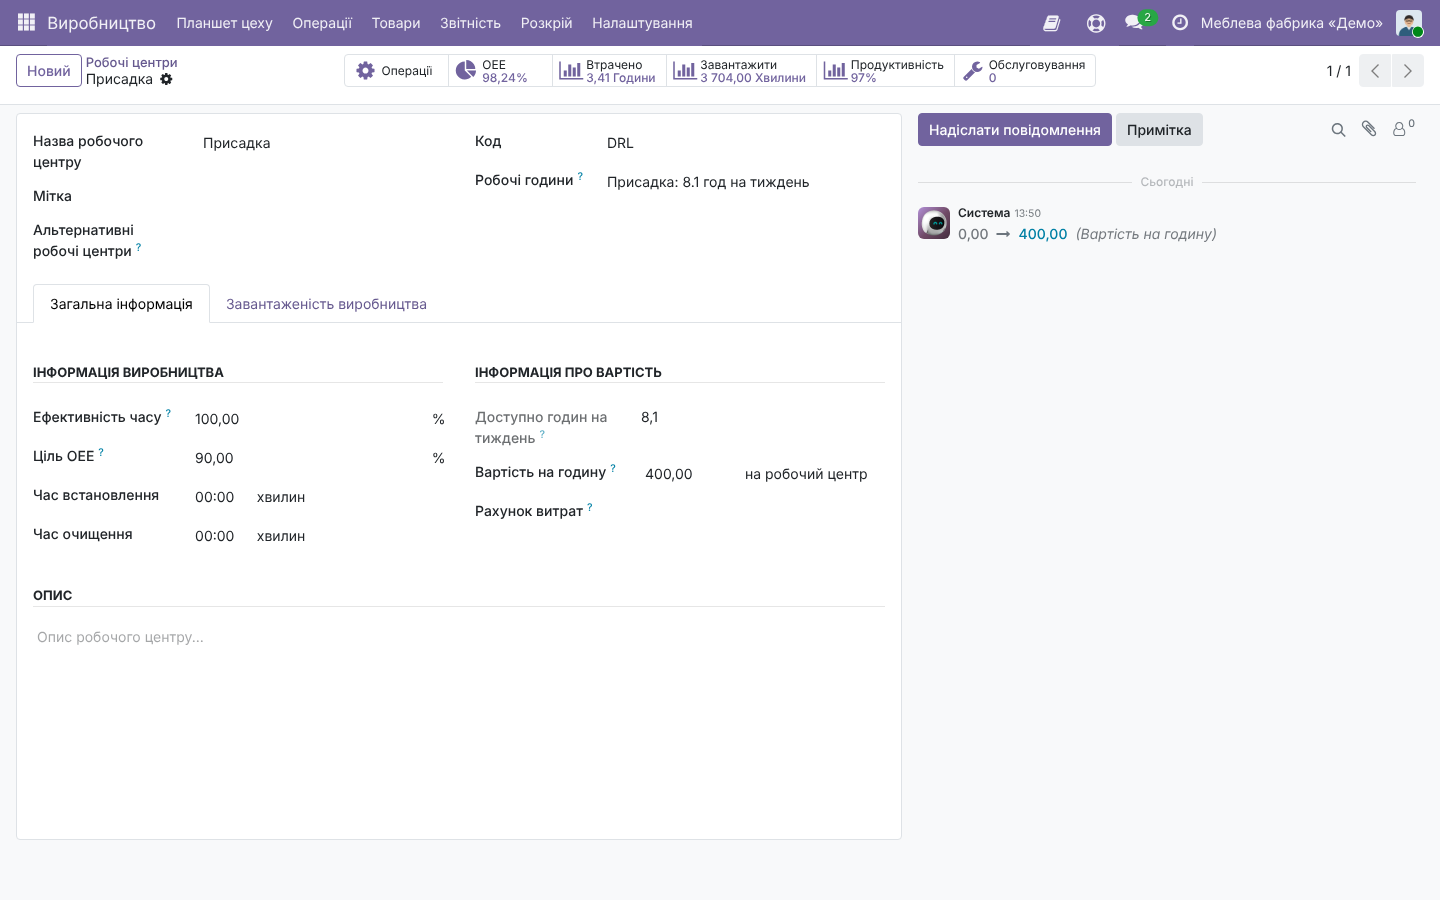 Виробництво Планшет цеху Операції Товари Звітність Розкрій Налаштування 2 Меблева фабрика «Демо»
Новий
Робочі центри
Присадка
Операції
OEE
98,24%
Втрачено
3,41 Години
Завантажити
3 704,00 Хвилини
Продуктивність
97%
Обслуговування
0
1 / 1
Назва робочого центру
Присадка
Мітка
Альтернативні робочі центри ?
Код
DRL
Робочі години ?
Присадка: 8.1 год на тиждень
Загальна інформація
Завантаженість виробництва
ІНФОРМАЦІЯ ВИРОБНИЦТВА
Ефективність часу ? 100,00 %
Ціль OEE ? 90,00 %
Час встановлення 00:00 хвилин
Час очищення 00:00 хвилин
ІНФОРМАЦІЯ ПРО ВАРТІСТЬ
Доступно годин на тиждень ? 8,1
Вартість на годину ? 400,00 на робочий центр
Рахунок витрат ?
ОПИС
Опис робочого центру...
Надіслати повідомлення
Примітка
0
Сьогодні
Система 13:50
0,00 → 400,00 (Вартість на годину)